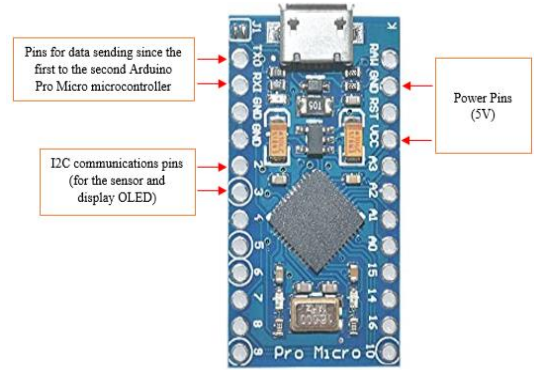 Pins for data sending since the
first to the second Arduino
Pro Micro microcontroller
I2C communications pins
(for the sensor and
display OLED)
Power Pins
(5V)
J1
TX0
RX1
GND
GND
2
3
4
5
6
7
8
9
K
RAW
GND
RST
VCC
A3
A2
A1
A0
15
14
16
10
Pro Micro